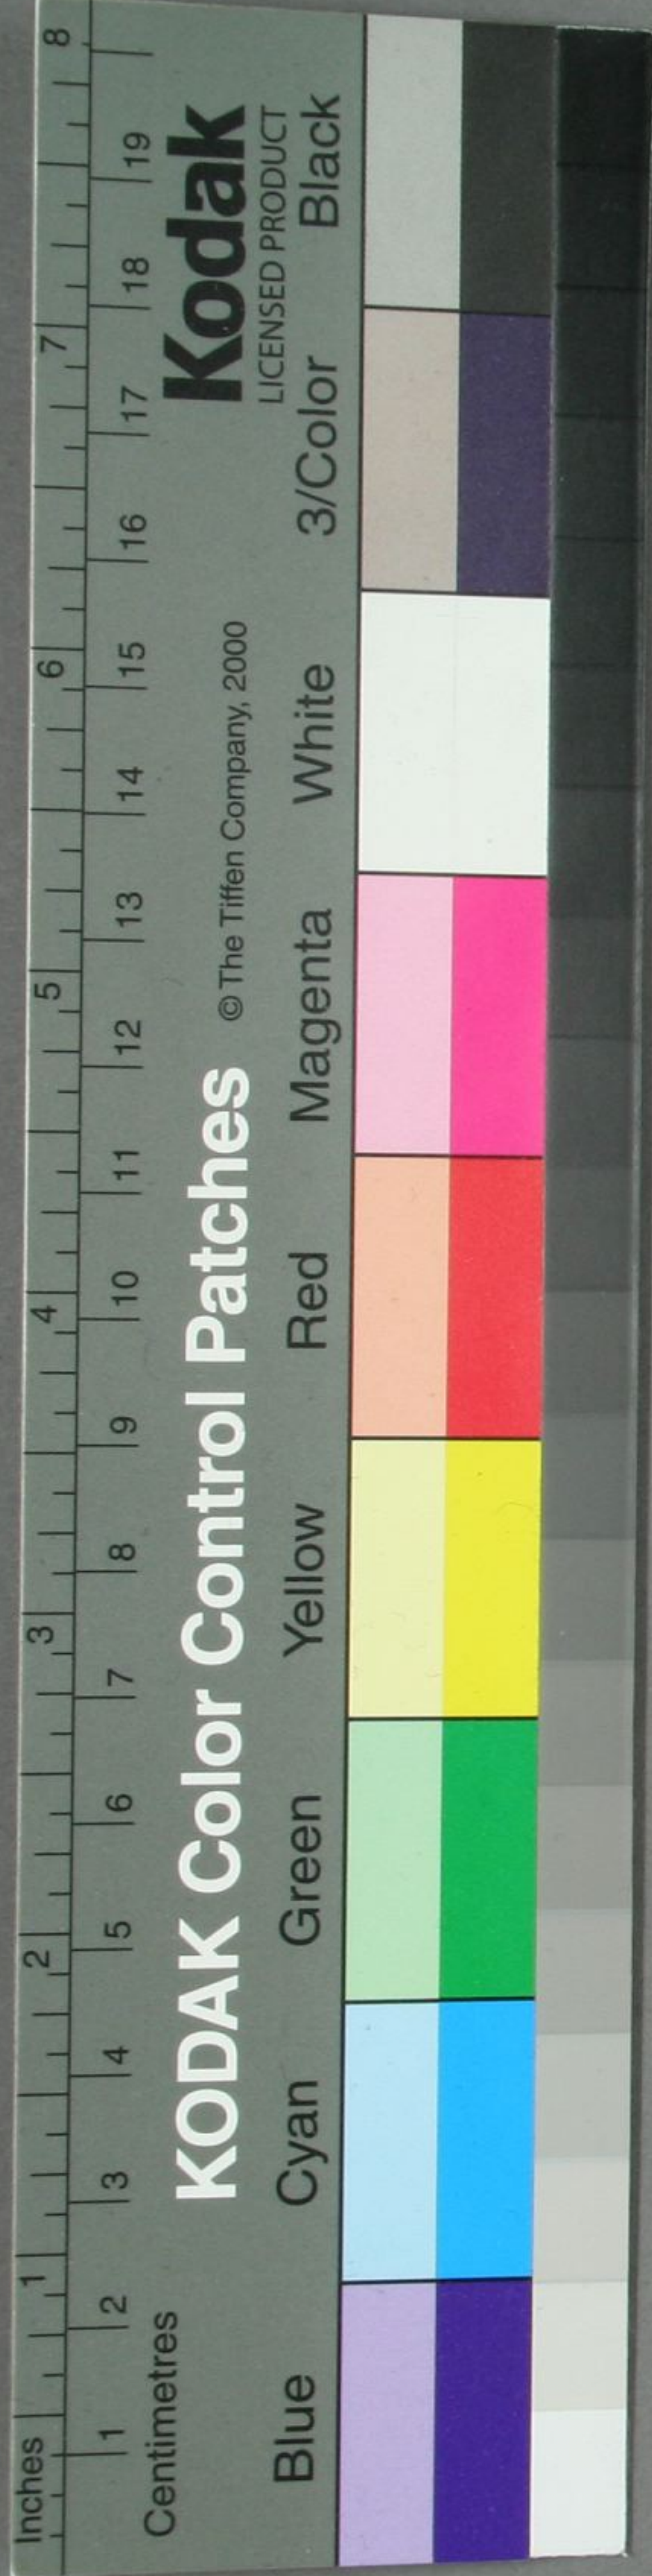 Inches 1 2 3 4 5 6 7 8
1 2 3 4 5 6 7 8 9 10 11 12 13 14 15 16 17 18 19
Centimetres
KODAK Color Control Patches © The Tiffen Company, 2000
Kodak
LICENSED PRODUCT
Blue Cyan Green Yellow Red Magenta White 3/Color Black